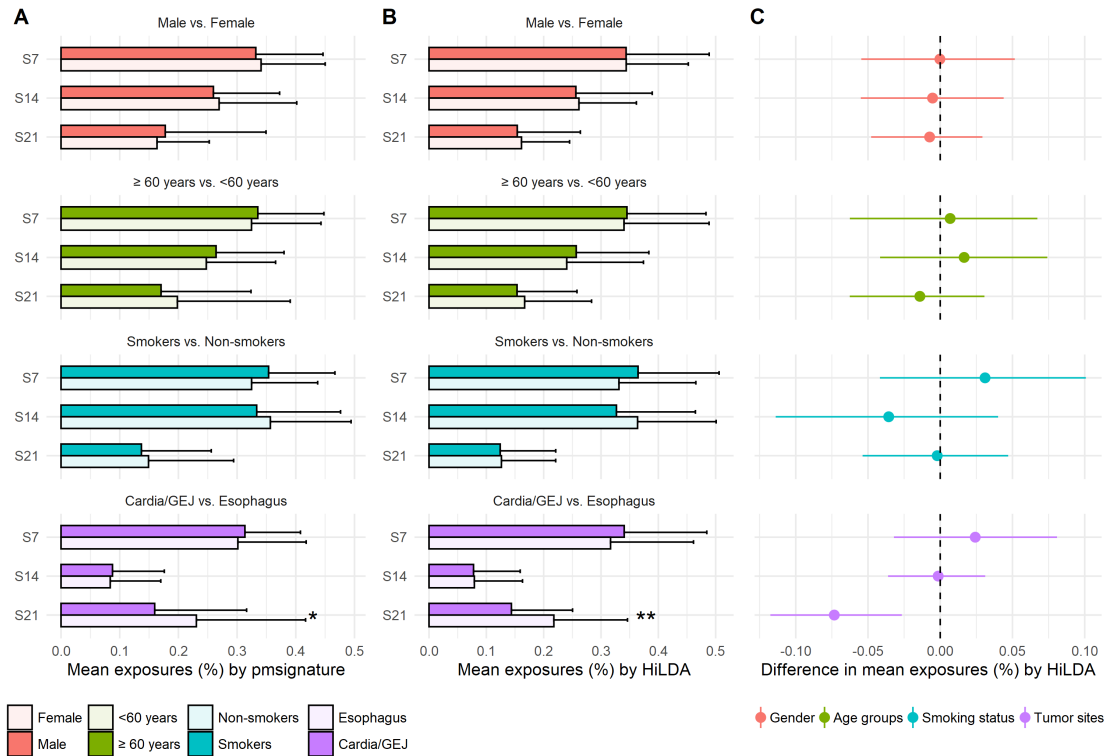 A
B
C
Male vs. Female
Male vs. Female
S7
S14
S21
S7
S14
S21
≥ 60 years vs. <60 years
≥ 60 years vs. <60 years
S7
S14
S21
S7
S14
S21
Smokers vs. Non-smokers
Smokers vs. Non-smokers
S7
S14
S21
S7
S14
S21
Cardia/GEJ vs. Esophagus
Cardia/GEJ vs. Esophagus
S7
S14
S21
*
S7
S14
S21
**
0.0 0.1 0.2 0.3 0.4 0.5
0.0 0.1 0.2 0.3 0.4 0.5
-0.10 -0.05 0.00 0.05 0.10
Mean exposures (%) by pmsignature
Mean exposures (%) by HiLDA
Difference in mean exposures (%) by HiLDA
Female <60 years Non-smokers Esophagus
Male ≥ 60 years Smokers Cardia/GEJ
Gender Age groups Smoking status Tumor sites